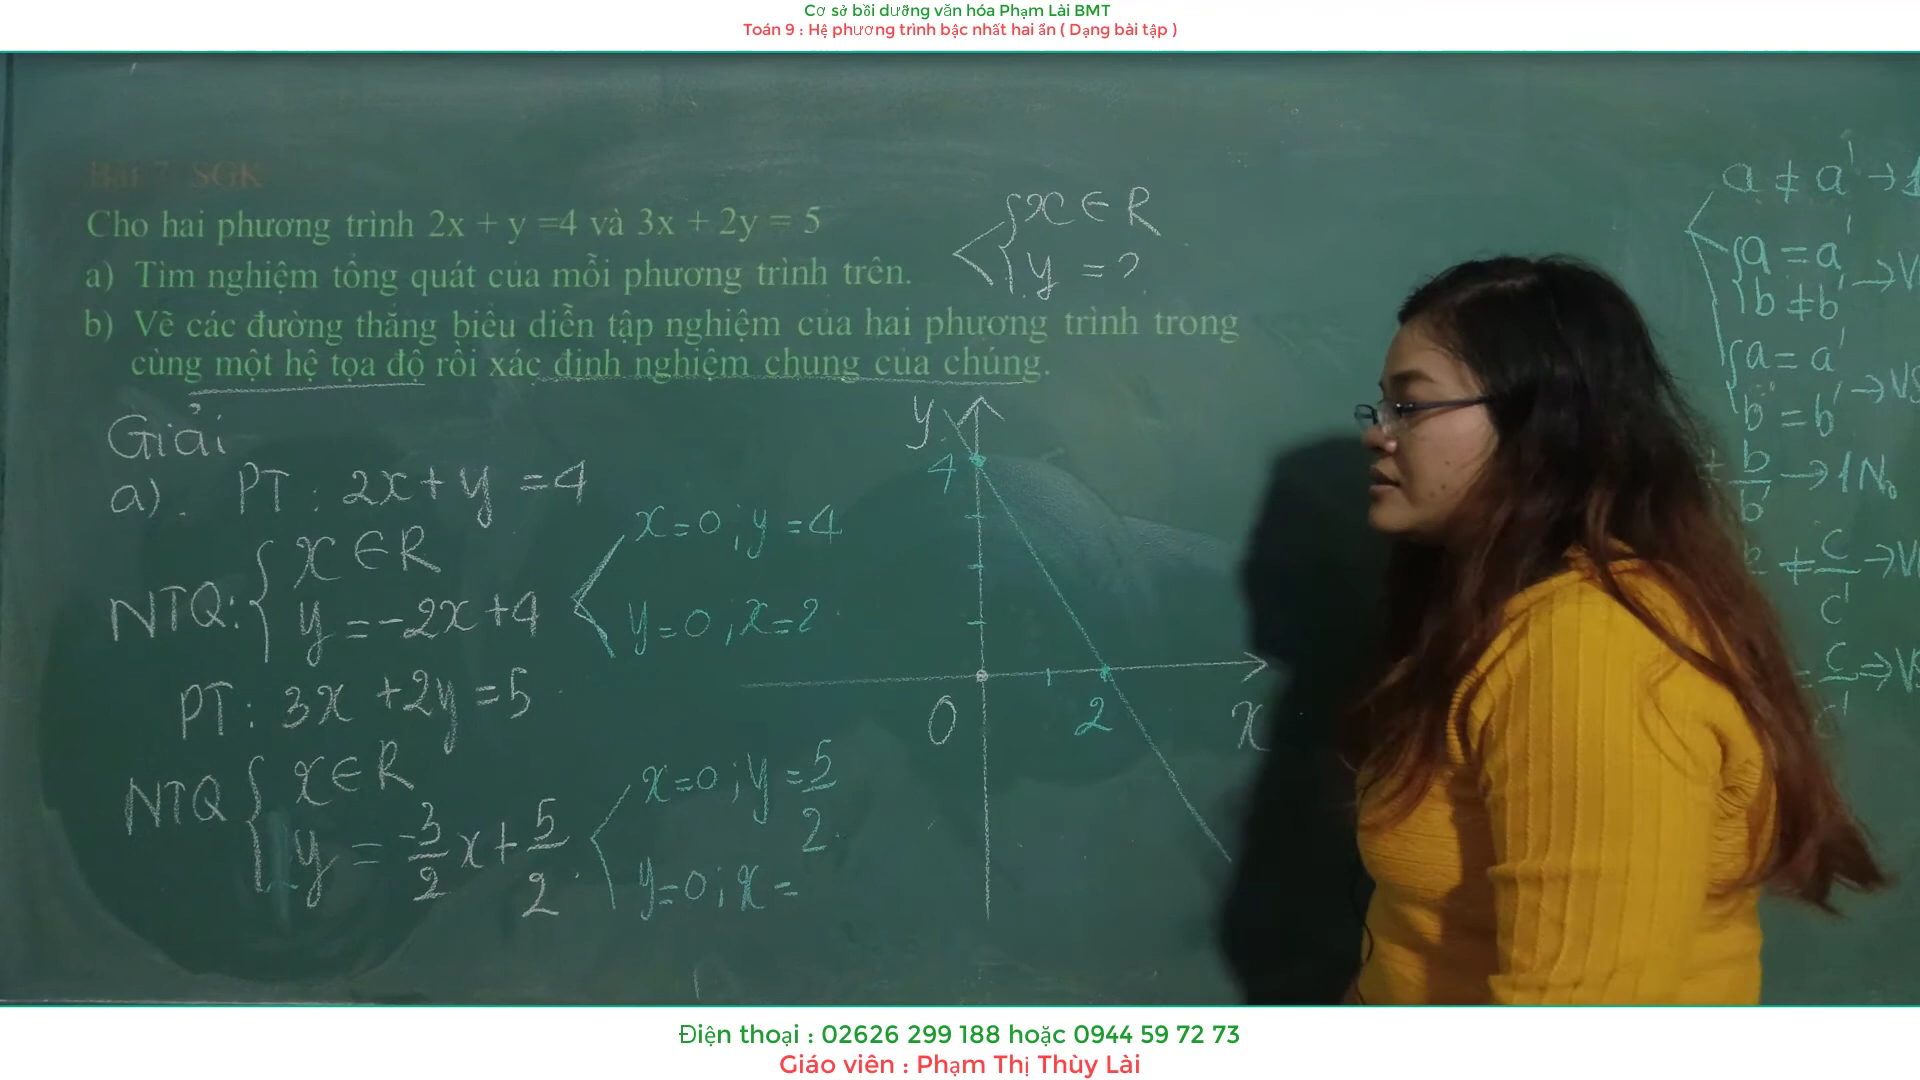 Cơ sở bồi dưỡng văn hóa Phạm Lài BMT
Toán 9 : Hệ phương trình bậc nhất hai ẩn ( Dạng bài tập )
Bài 7 SGK
Cho hai phương trình 2x + y =4 và 3x + 2y = 5
a) Tìm nghiệm tổng quát của mỗi phương trình trên.
b) Vẽ các đường thẳng biểu diễn tập nghiệm của hai phương trình trong
cùng một hệ tọa độ rồi xác định nghiệm chung của chúng.
{ x ∈ R
{ y = ?
Giải
a). PT: 2x + y = 4
NTQ: { x ∈ R
{ y = -2x + 4
x = 0 ; y = 4
y = 0 ; x = 2
PT: 3x + 2y = 5
NTQ { x ∈ R
{ y = -3/2 x + 5/2
x = 0 ; y = 5/2
y = 0 ; x =
y
4
0
2
x
a ≠ a' →
{ a = a'
{ b ≠ b' →
{ a = a'
{ b = b' →
≠ b/b' → 1No
≠ c/c' →
= c/c' ⇒
Điện thoại : 02626 299 188 hoặc 0944 59 72 73
Giáo viên : Phạm Thị Thùy Lài